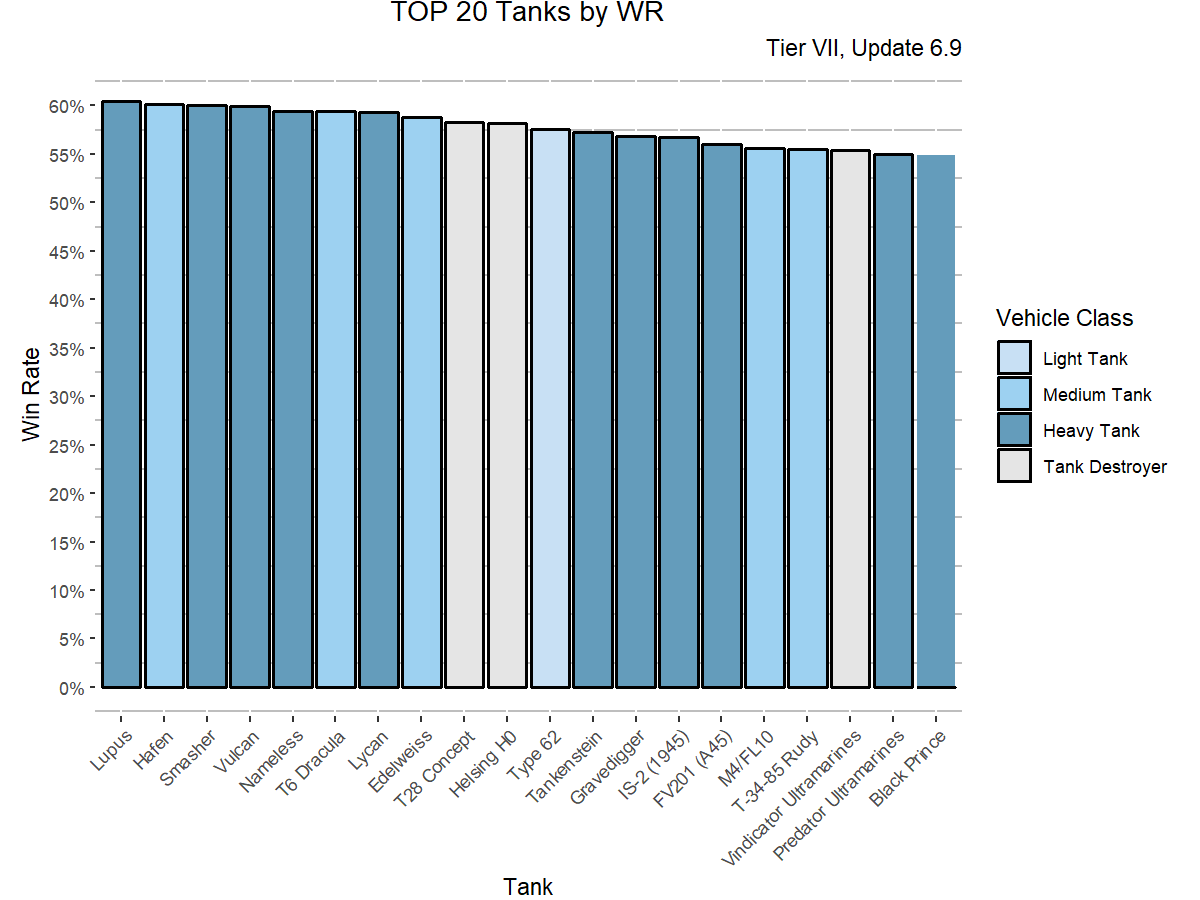 TOP 20 Tanks by WR
Tier VII, Update 6.9
Win Rate
60%
55%
50%
45%
40%
35%
30%
25%
20%
15%
10%
5%
0%
Lupus
Hafen
Smasher
Vulcan
Nameless
T6 Dracula
Lycan
Edelweiss
T28 Concept
Helsing H0
Type 62
Tankenstein
Gravedigger
IS-2 (1945)
FV201 (A45)
M4/FL10
T-34-85 Rudy
Vindicator Ultramarines
Predator Ultramarines
Black Prince
Tank
Vehicle Class
Light Tank
Medium Tank
Heavy Tank
Tank Destroyer